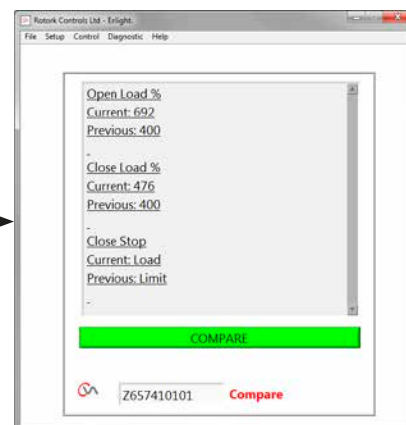 Rotork Controls Ltd - Enlight.
File Setup Control Diagnostic Help
Open Load %
Current: 692
Previous: 400
-
Close Load %
Current: 476
Previous: 400
-
Close Stop
Current: Load
Previous: Limit
-
COMPARE
Z657410101 Compare